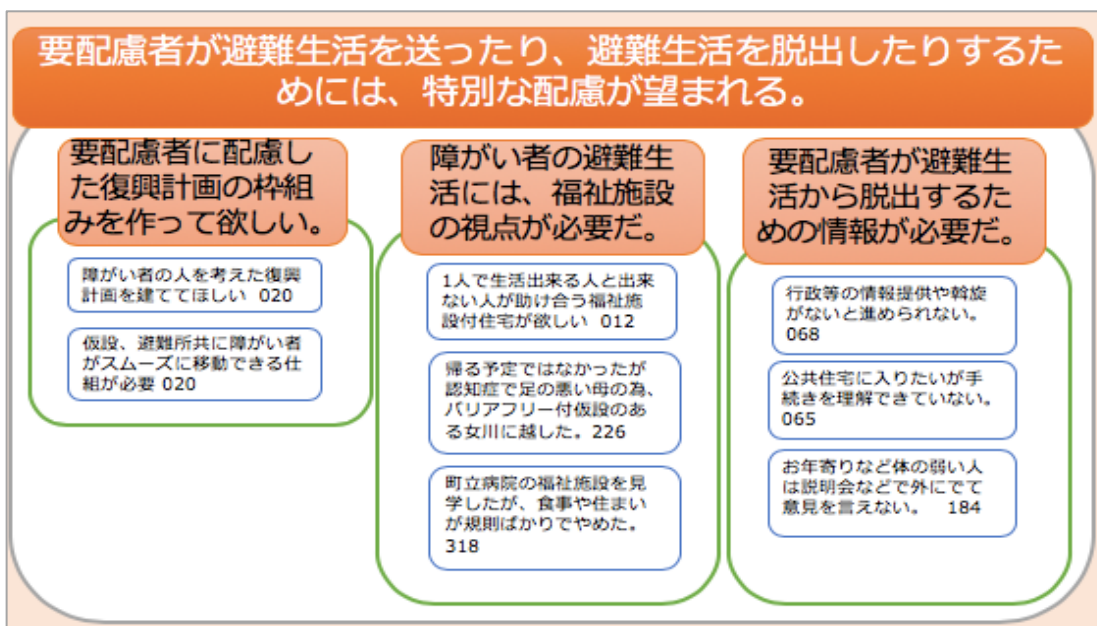 要配慮者が避難生活を送ったり、避難生活を脱出したりするた
めには、特別な配慮が望まれる。
要配慮者に配慮し
た復興計画の枠組
みを作って欲しい。
障がい者の人を考えた復興
計画を建ててほしい 020
仮設、避難所共に障がい者
がスムーズに移動できる仕
組が必要 020
障がい者の避難生
活には、福祉施設
の視点が必要だ。
1人で生活出来る人と出来
ない人が助け合う福祉施
設付住宅が欲しい 012
帰る予定ではなかったが
認知症で足の悪い母の為、
バリアフリー付仮設のあ
る女川に越した。226
町立病院の福祉施設を見
学したが、食事や住まい
が規則ばかりでやめた。
318
要配慮者が避難生
活から脱出するた
めの情報が必要だ。
行政等の情報提供や斡旋
がないと進められない。
068
公共住宅に入りたいが手
続きを理解できていない。
065
お年寄りなど体の弱い人
は説明会などで外にでて
意見を言えない。 184